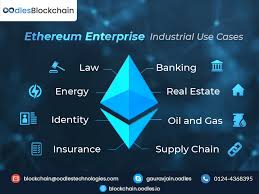 oodlesBlockchain
Ethereum Enterprise Industrial Use Cases
Law
Banking
Energy
Real Estate
Identity
Oil and Gas
Insurance
Supply Chain
blockchain@oodlestechnologies.com
gauravjain.oodles
0124-4368395
blockchain.oodles.io